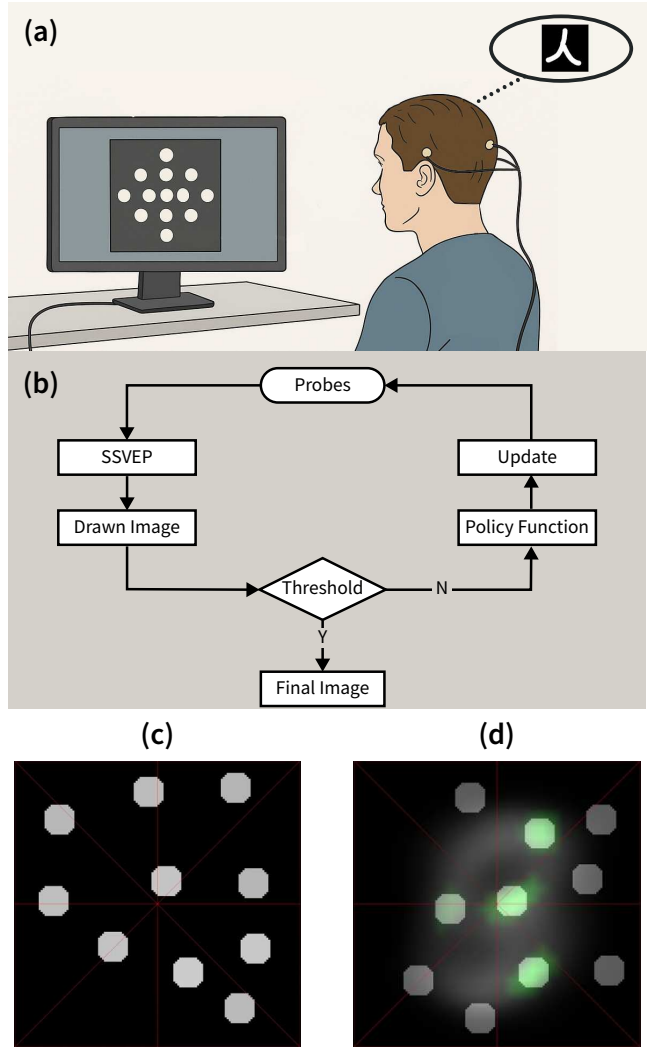 (a)
人
(b)
Probes
SSVEP
Update
Drawn Image
Policy Function
Threshold
N
Y
Final Image
(c)
(d)